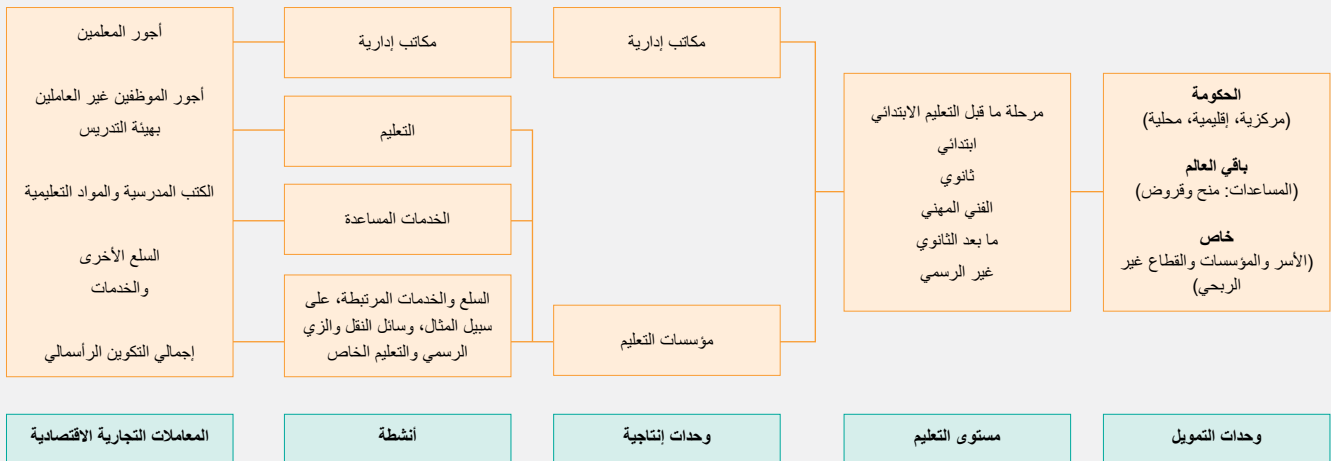 الحكومة
(مركزية، إقليمية، محلية)
باقي العالم
(المساعدات: منح وقروض)
خاص
(الأسر والمؤسسات والقطاع غير
الربحي)
مرحلة ما قبل التعليم الابتدائي
ابتدائي
ثانوي
الفني المهني
ما بعد الثانوي
غير الرسمي
مكاتب إدارية
مؤسسات التعليم
مكاتب إدارية
التعليم
الخدمات المساعدة
السلع والخدمات المرتبطة، على
سبيل المثال، وسائل النقل والزي
الرسمي والتعليم الخاص
أجور المعلمين
أجور الموظفين غير العاملين
بهيئة التدريس
الكتب المدرسية والمواد التعليمية
السلع الأخرى
والخدمات
إجمالي التكوين الرأسمالي
وحدات التمويل
مستوى التعليم
وحدات إنتاجية
أنشطة
المعاملات التجارية الاقتصادية